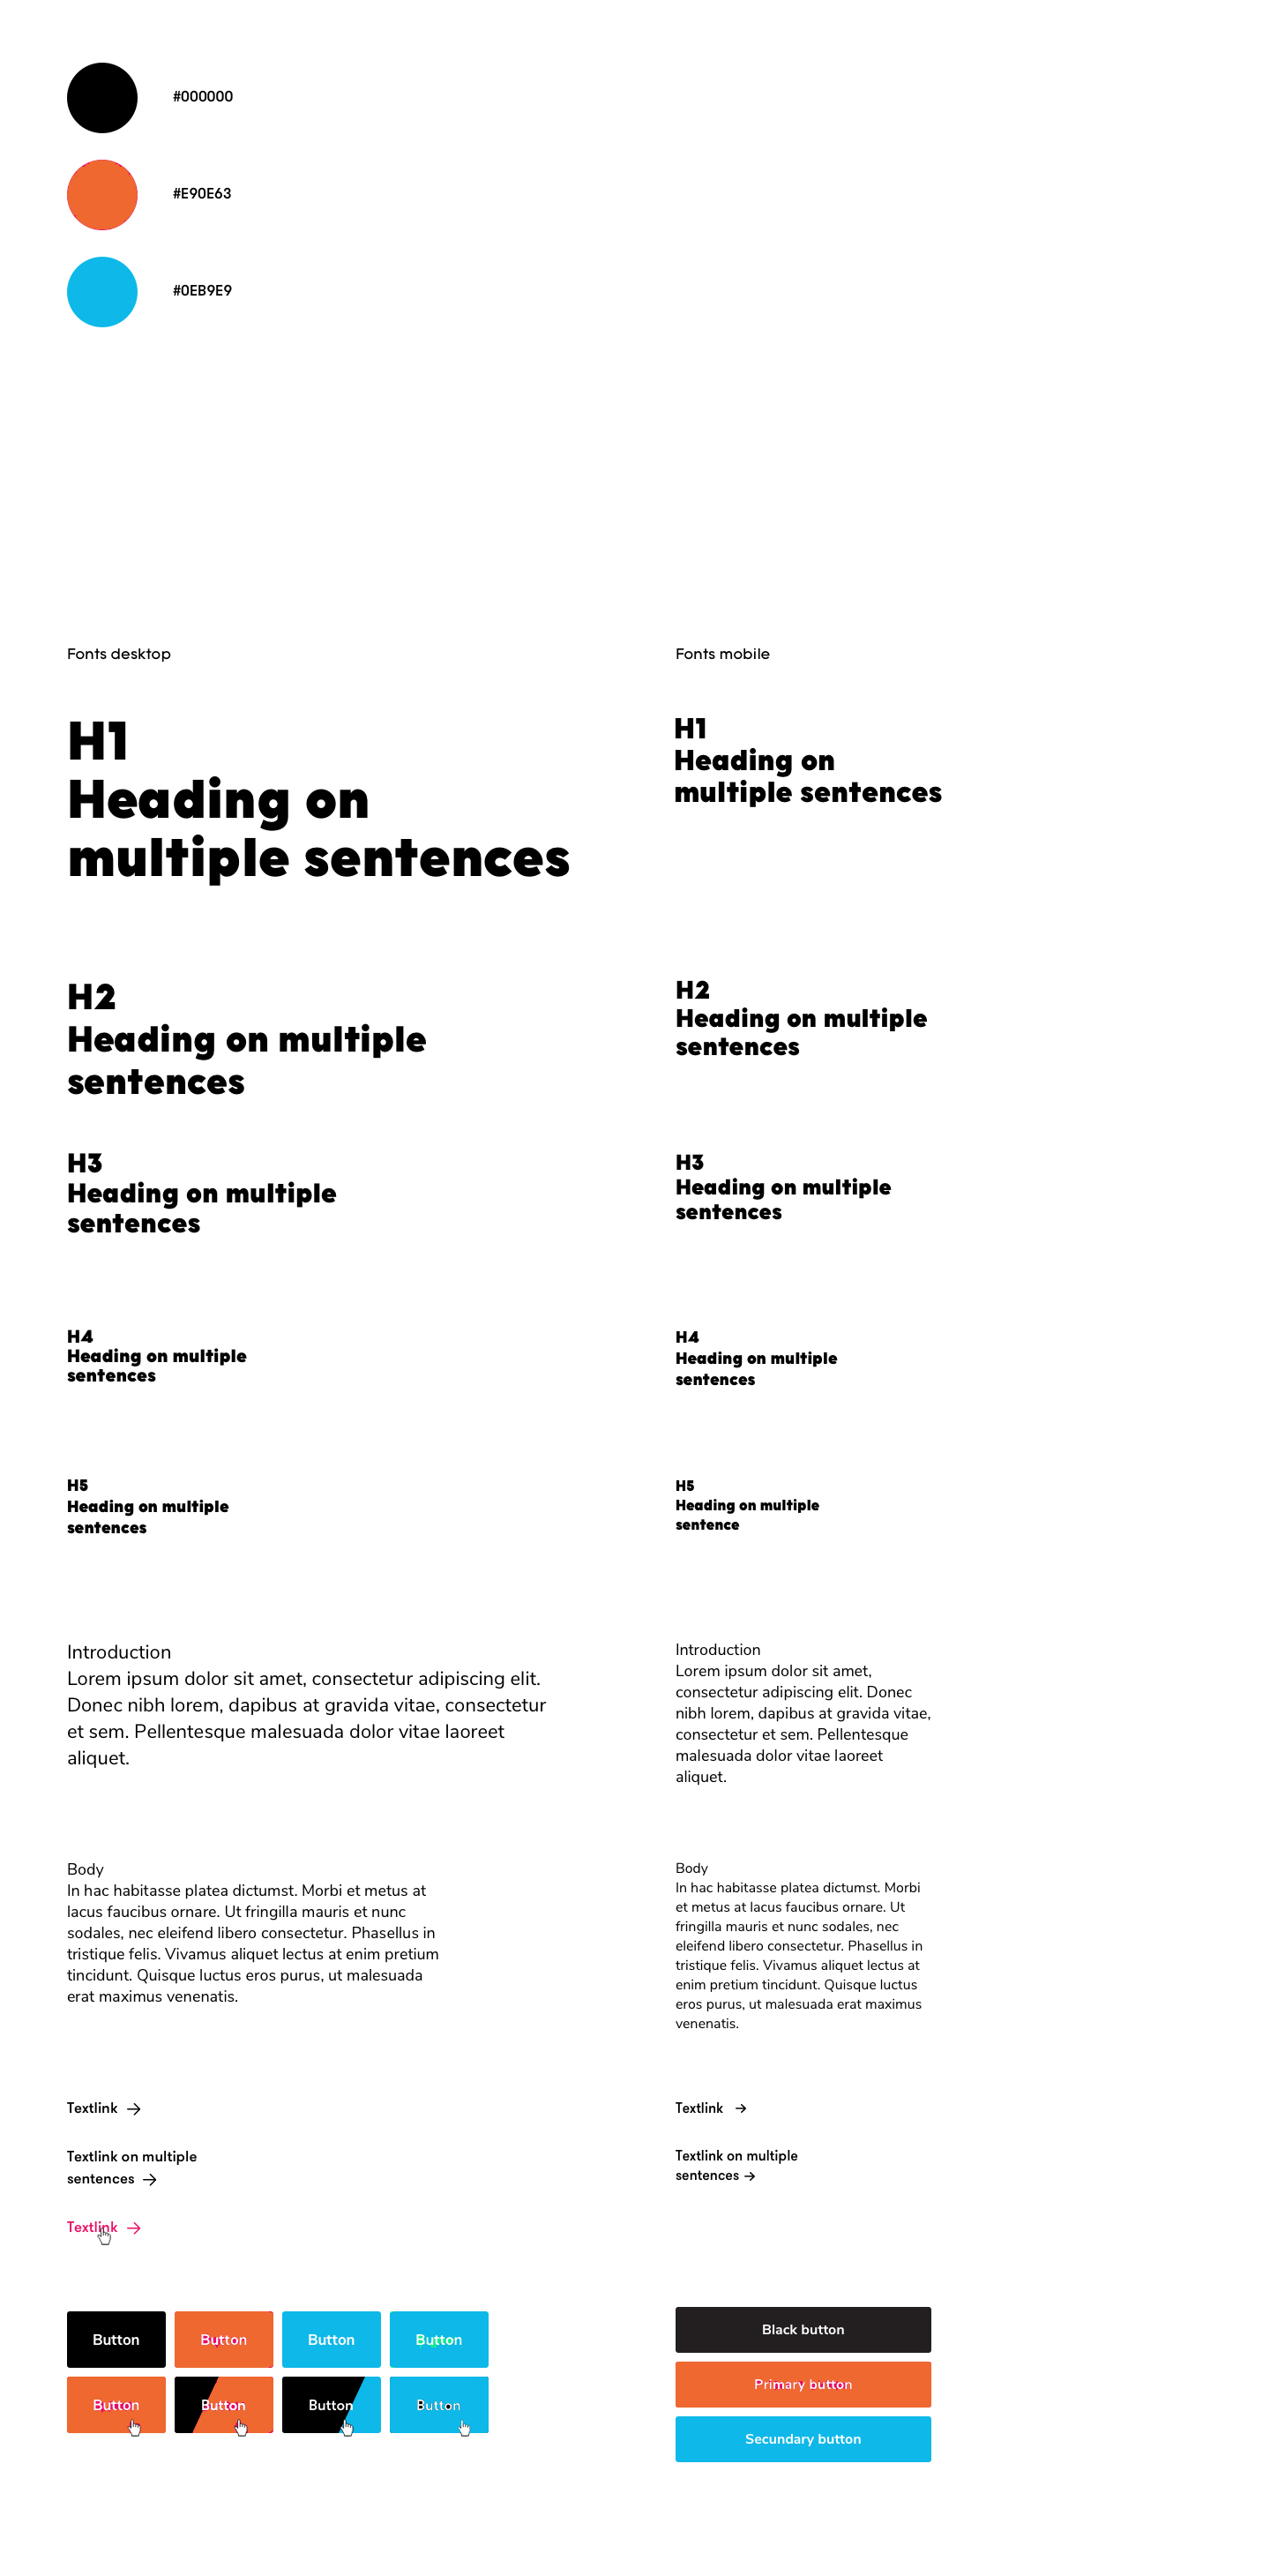 #000000
#E90E63
#0EB9E9
Fonts desktop
H1
Heading on
multiple sentences
H2
Heading on multiple
sentences
H3
Heading on multiple
sentences
H4
Heading on multiple
sentences
H5
Heading on multiple
sentences
Introduction
Lorem ipsum dolor sit amet, consectetur adipiscing elit.
Donec nibh lorem, dapibus at gravida vitae, consectetur
et sem. Pellentesque malesuada dolor vitae laoreet
aliquet.
Body
In hac habitasse platea dictumst. Morbi et metus at
lacus faucibus ornare. Ut fringilla mauris et nunc
sodales, nec eleifend libero consectetur. Phasellus in
tristique felis. Vivamus aliquet lectus at enim pretium
tincidunt. Quisque luctus eros purus, ut malesuada
erat maximus venenatis.
Textlink
Textlink on multiple
sentences
Textlink
Button Button Button Button
Button Button Button Button
Fonts mobile
H1
Heading on
multiple sentences
H2
Heading on multiple
sentences
H3
Heading on multiple
sentences
H4
Heading on multiple
sentences
H5
Heading on multiple
sentence
Introduction
Lorem ipsum dolor sit amet,
consectetur adipiscing elit. Donec
nibh lorem, dapibus at gravida vitae,
consectetur et sem. Pellentesque
malesuada dolor vitae laoreet
aliquet.
Body
In hac habitasse platea dictumst. Morbi
et metus at lacus faucibus ornare. Ut
fringilla mauris et nunc sodales, nec
eleifend libero consectetur. Phasellus in
tristique felis. Vivamus aliquet lectus at
enim pretium tincidunt. Quisque luctus
eros purus, ut malesuada erat maximus
venenatis.
Textlink
Textlink on multiple
sentences
Black button
Primary button
Secundary button